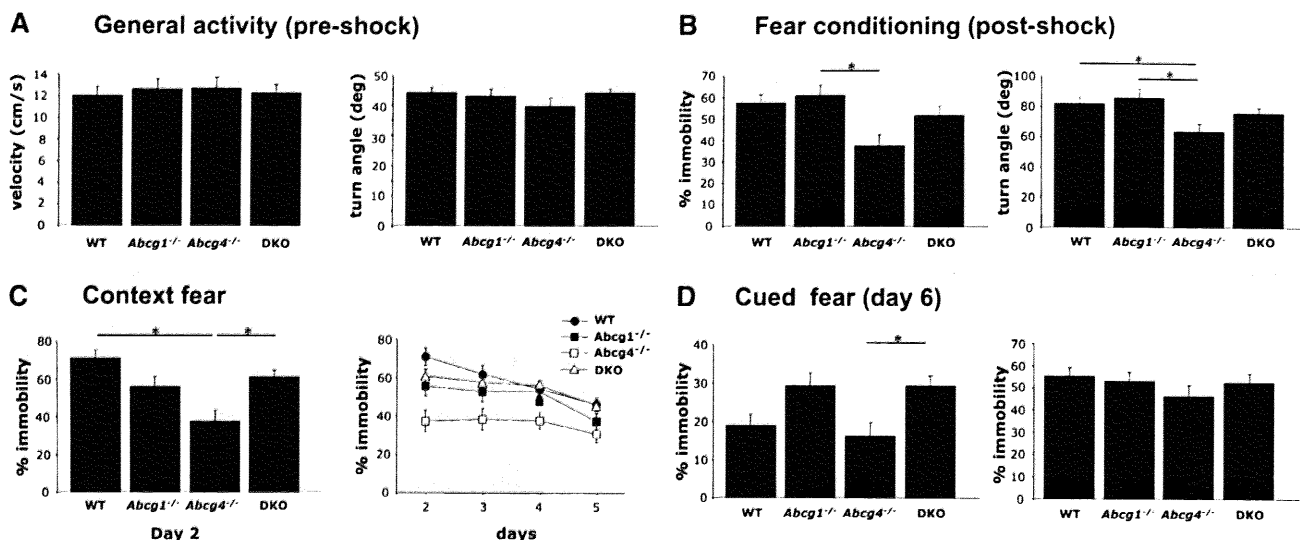 A General activity (pre-shock)
velocity (cm/s)
14
12
10
8
6
4
2
0
WT Abcg1-/- Abcg4-/- DKO
turn angle (deg)
50
40
30
20
10
0
WT Abcg1-/- Abcg4-/- DKO
B Fear conditioning (post-shock)
% immobility
70
60
50
40
30
20
10
0
*
WT Abcg1-/- Abcg4-/- DKO
turn angle (deg)
100
80
60
40
20
0
*
*
WT Abcg1-/- Abcg4-/- DKO
C Context fear
% immobility
80
60
40
20
0
* *
WT Abcg1-/- Abcg4-/- DKO
Day 2
% immobility
80
60
40
20
0
WT
Abcg1-/-
Abcg4-/-
DKO
2 3 4 5
days
D Cued fear (day 6)
% immobility
40
30
20
10
0
*
WT Abcg1-/- Abcg4-/- DKO
% immobility
70
60
50
40
30
20
10
0
WT Abcg1-/- Abcg4-/- DKO